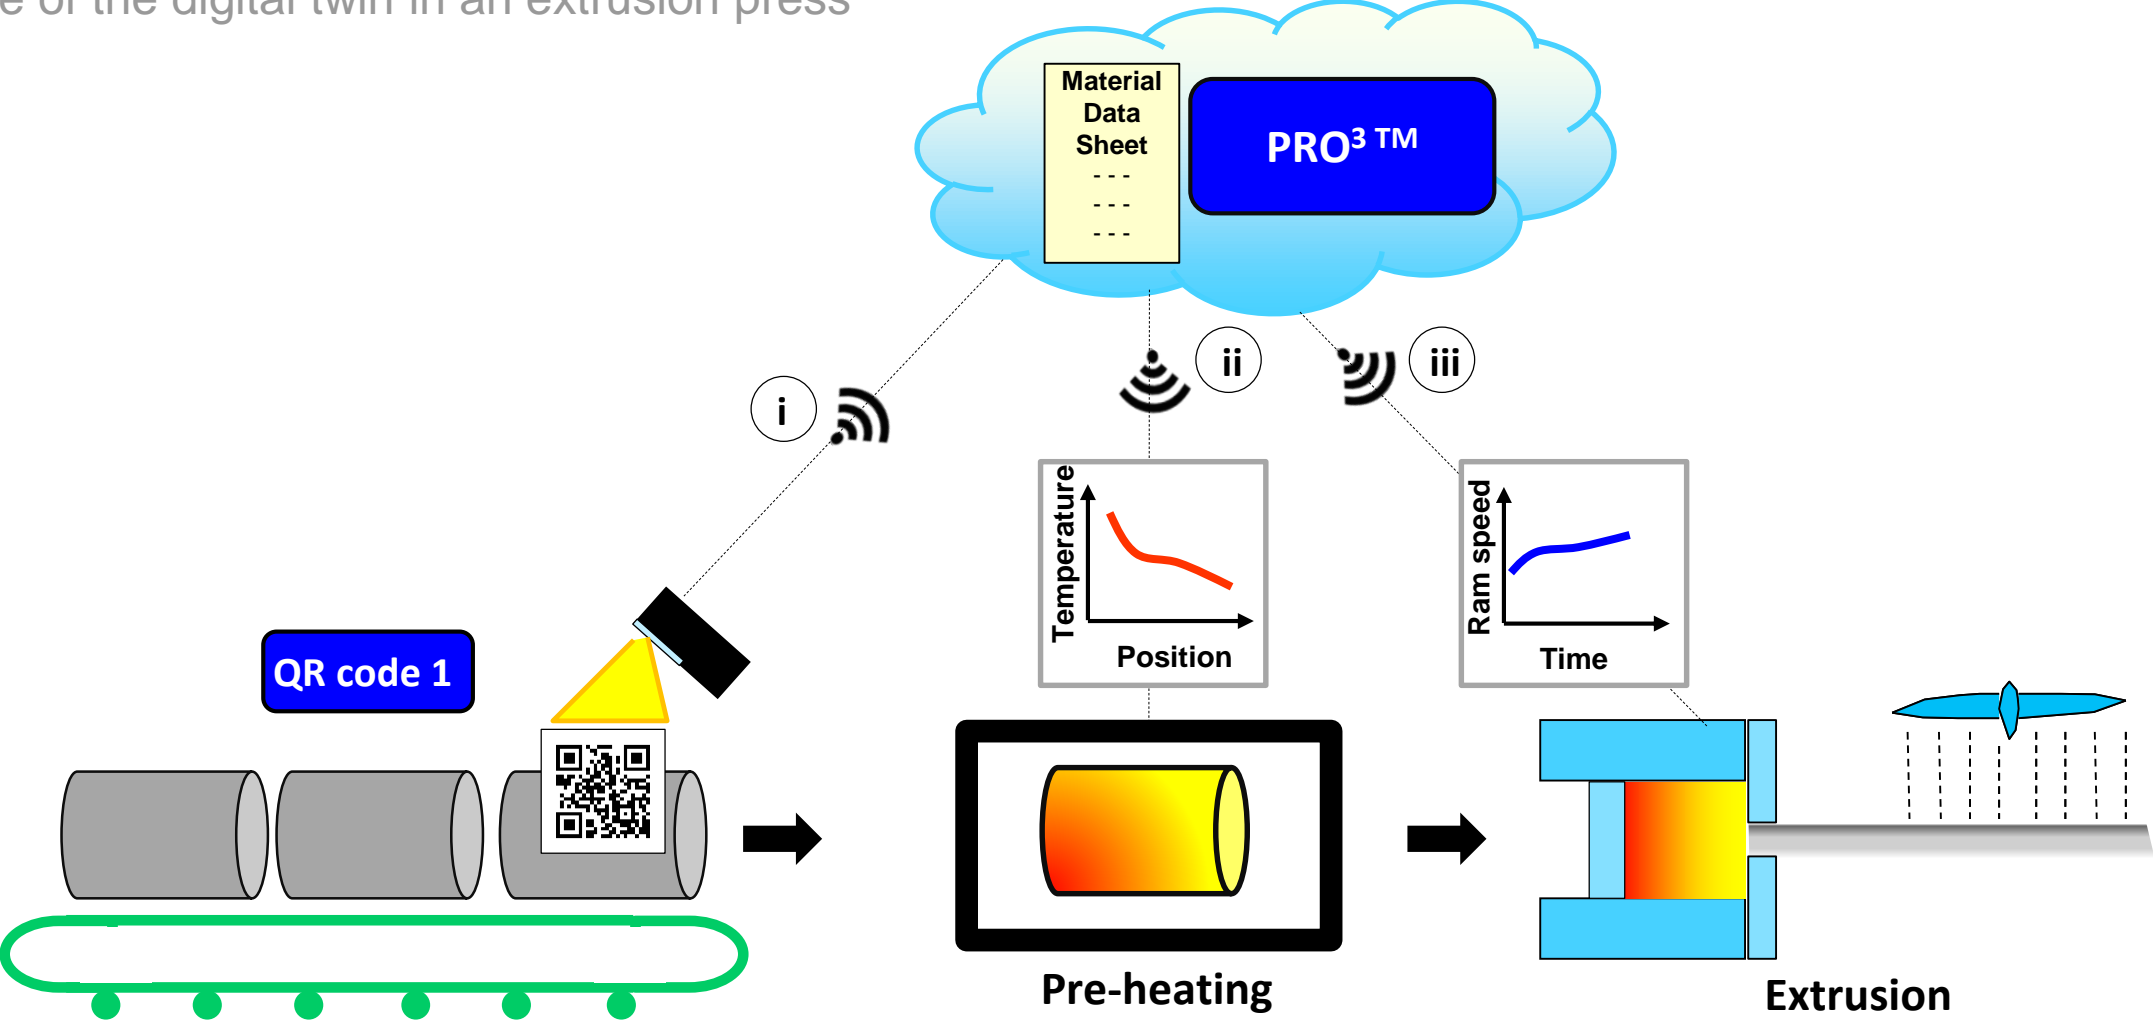 of the digital twin in an extrusion press
Material
Data
Sheet
- - -
- - -
- - -
PRO³ ™
i
ii
iii
Temperature
Position
Ram speed
Time
QR code 1
Pre-heating
Extrusion